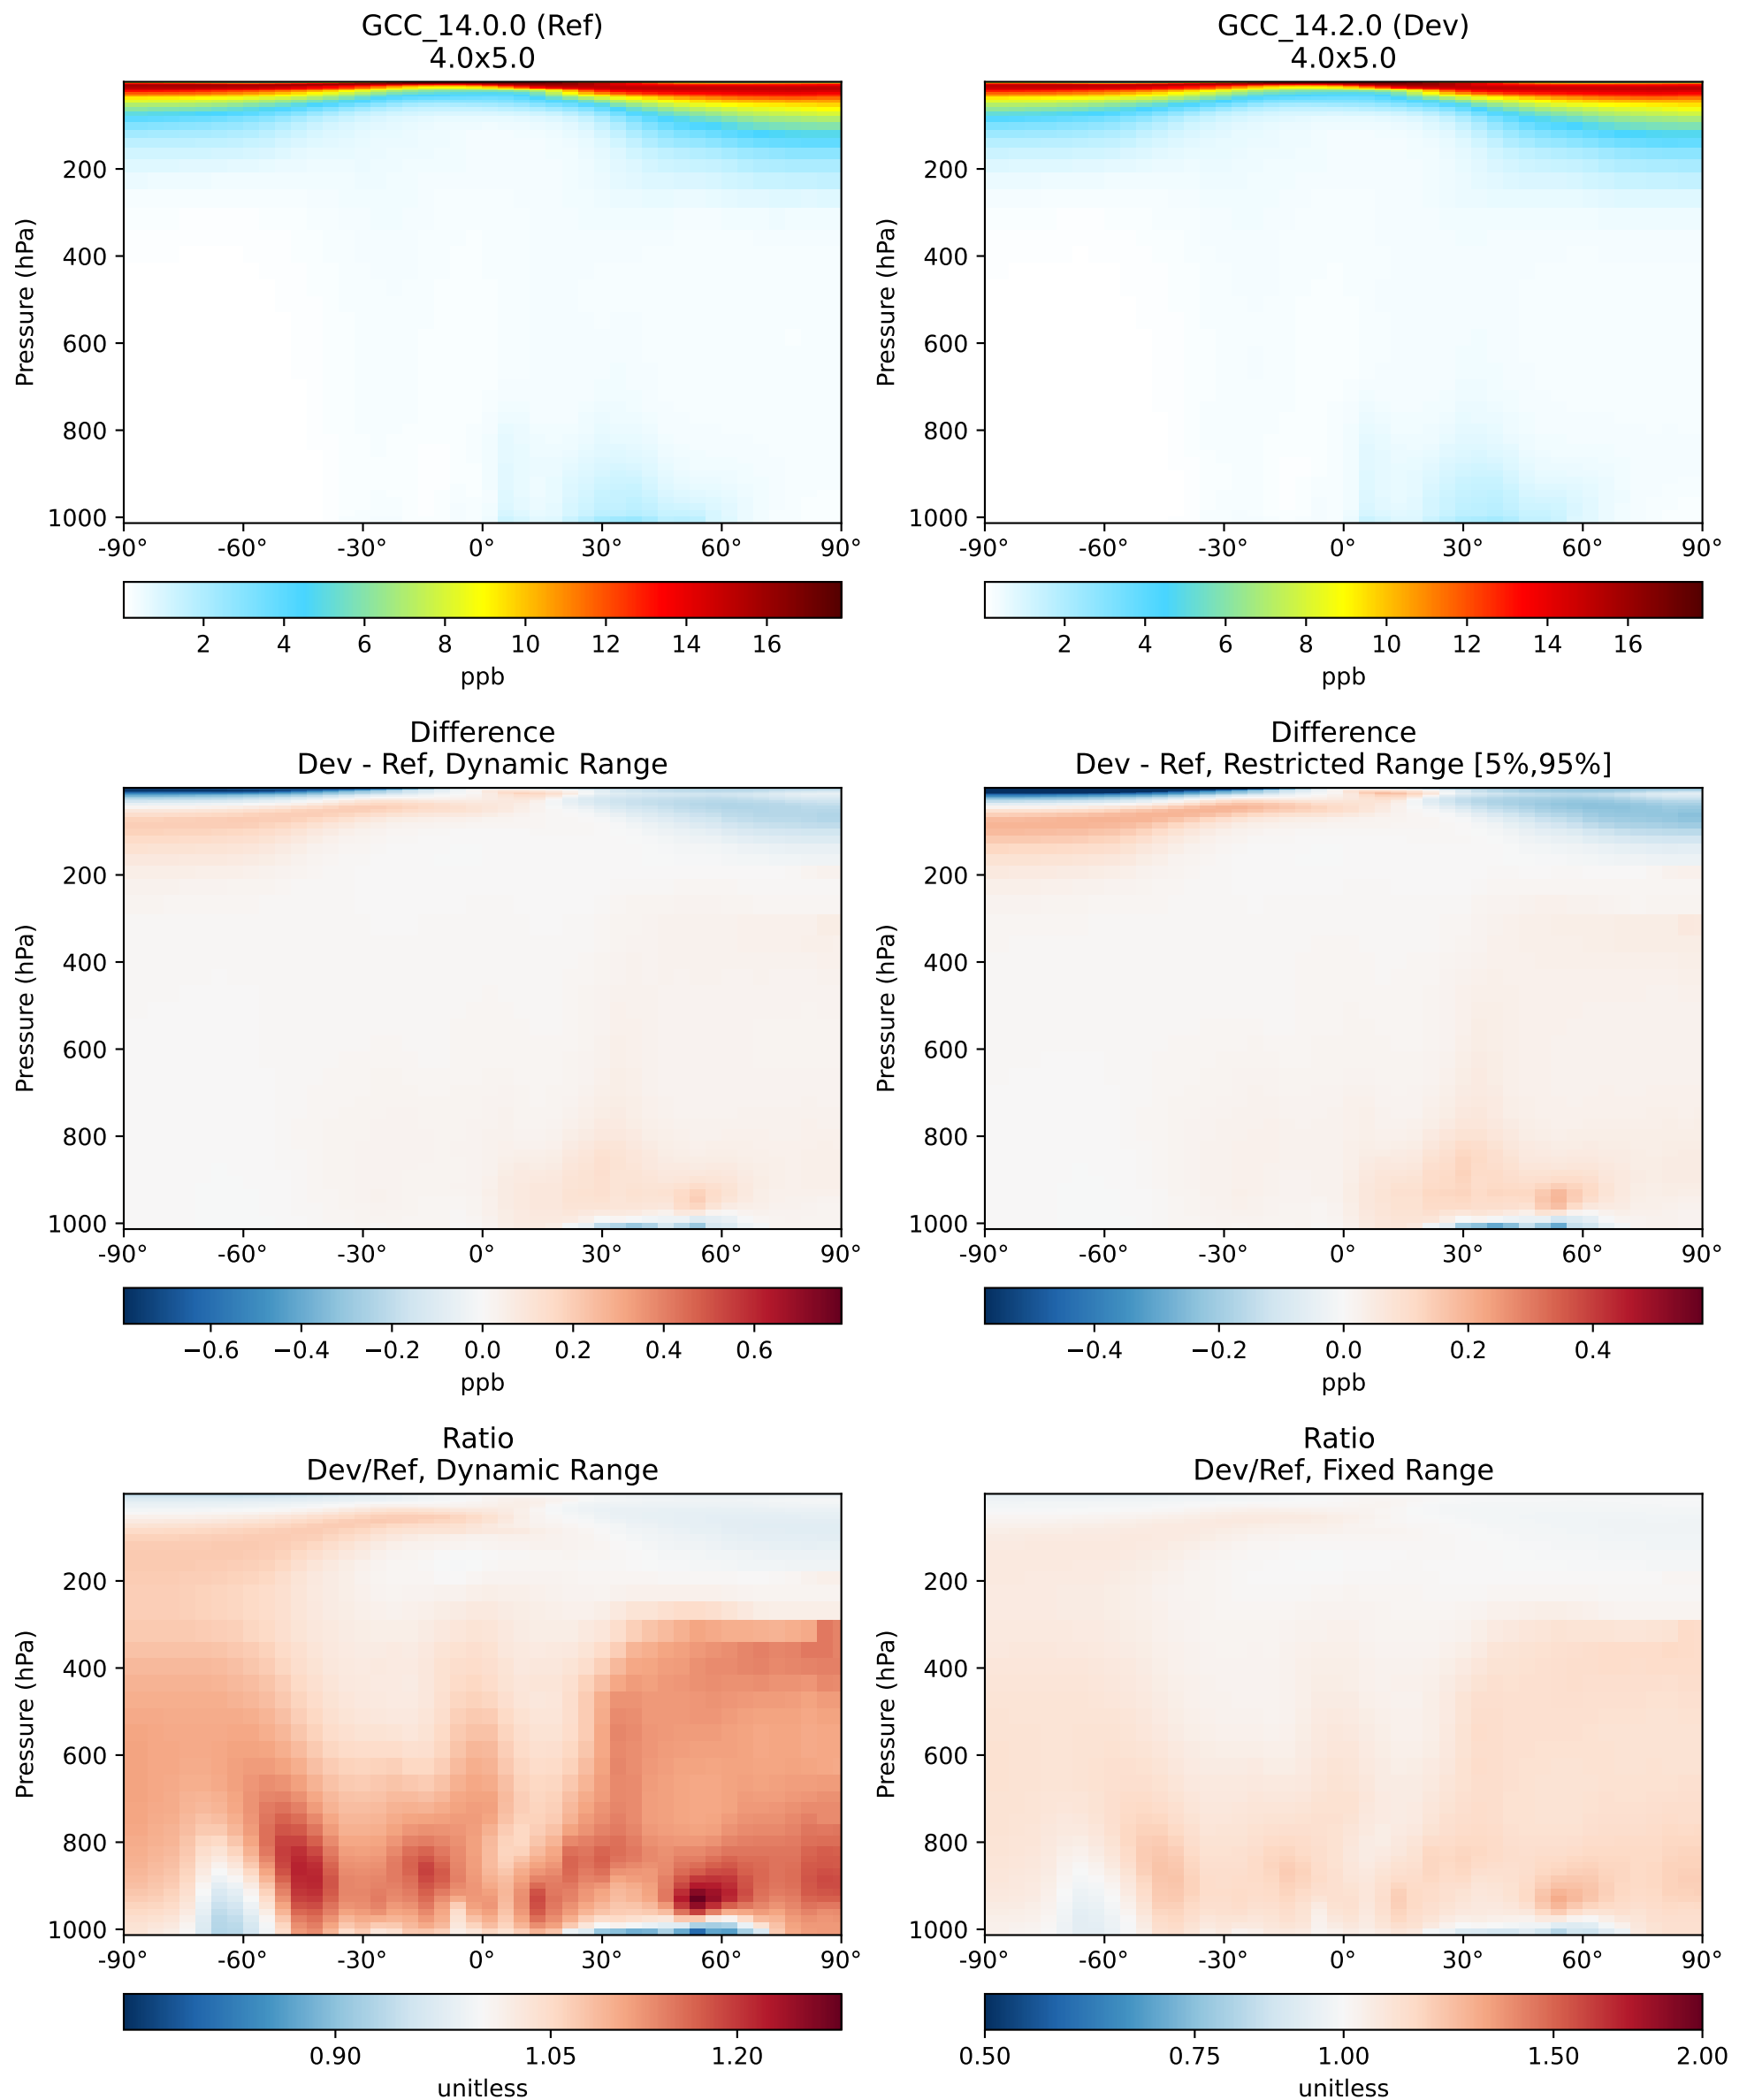 GCC_14.0.0 (Ref)
4.0x5.0
Pressure (hPa)
200
400
600
800
1000
-90° -60° -30° 0° 30° 60° 90°
2 4 6 8 10 12 14 16
ppb
GCC_14.2.0 (Dev)
4.0x5.0
Pressure (hPa)
200
400
600
800
1000
-90° -60° -30° 0° 30° 60° 90°
2 4 6 8 10 12 14 16
ppb
Difference
Dev - Ref, Dynamic Range
Pressure (hPa)
200
400
600
800
1000
-90° -60° -30° 0° 30° 60° 90°
−0.6 −0.4 −0.2 0.0 0.2 0.4 0.6
ppb
Difference
Dev - Ref, Restricted Range [5%,95%]
Pressure (hPa)
200
400
600
800
1000
-90° -60° -30° 0° 30° 60° 90°
−0.4 −0.2 0.0 0.2 0.4
ppb
Ratio
Dev/Ref, Dynamic Range
Pressure (hPa)
200
400
600
800
1000
-90° -60° -30° 0° 30° 60° 90°
0.90 1.05 1.20
unitless
Ratio
Dev/Ref, Fixed Range
Pressure (hPa)
200
400
600
800
1000
-90° -60° -30° 0° 30° 60° 90°
0.50 0.75 1.00 1.50 2.00
unitless